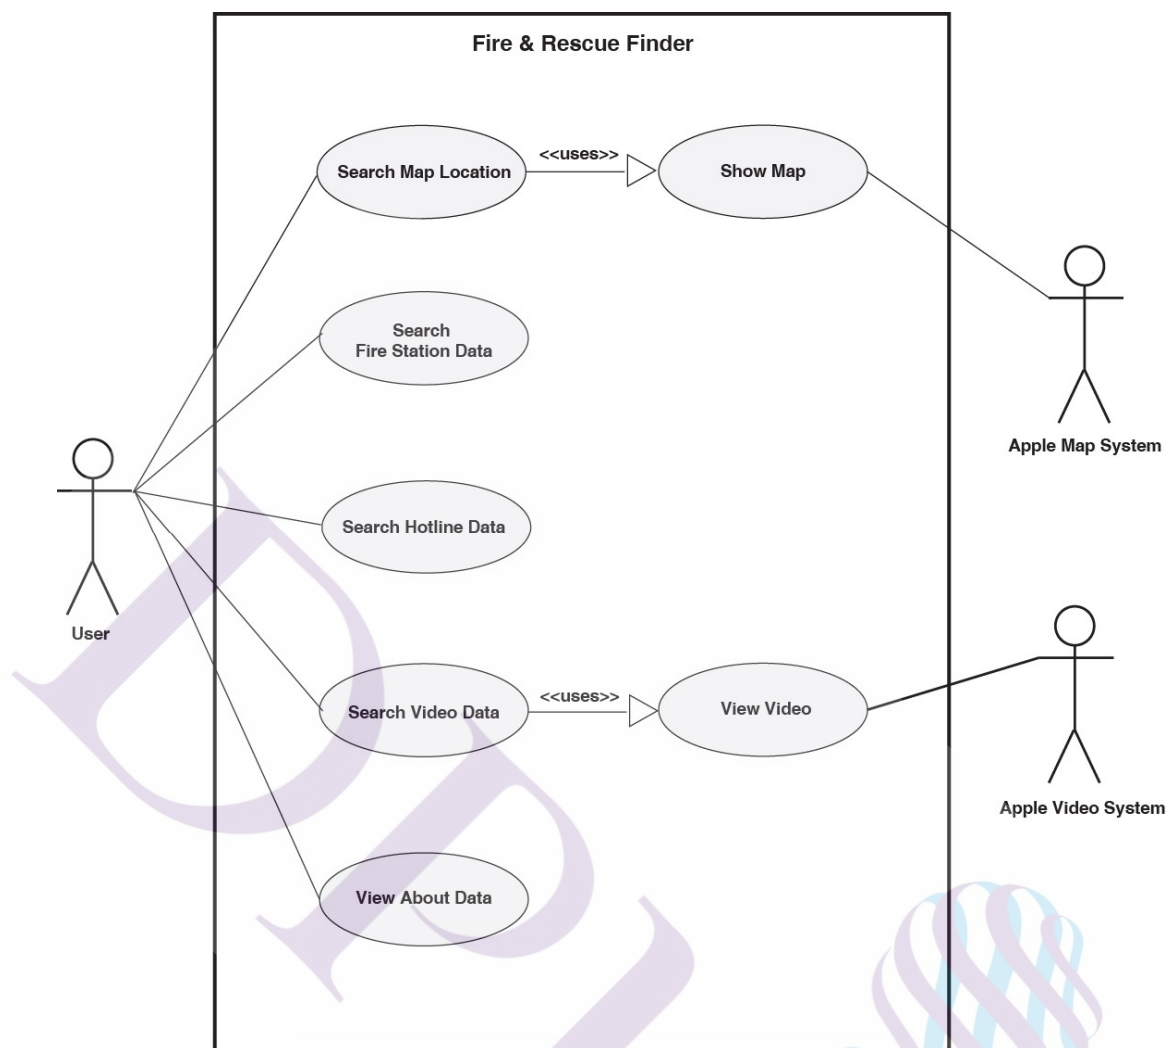 Fire & Rescue Finder
Search Map Location
<<uses>>
Show Map
Search
Fire Station Data
Apple Map System
Search Hotline Data
User
Search Video Data
<<uses>>
View Video
Apple Video System
View About Data